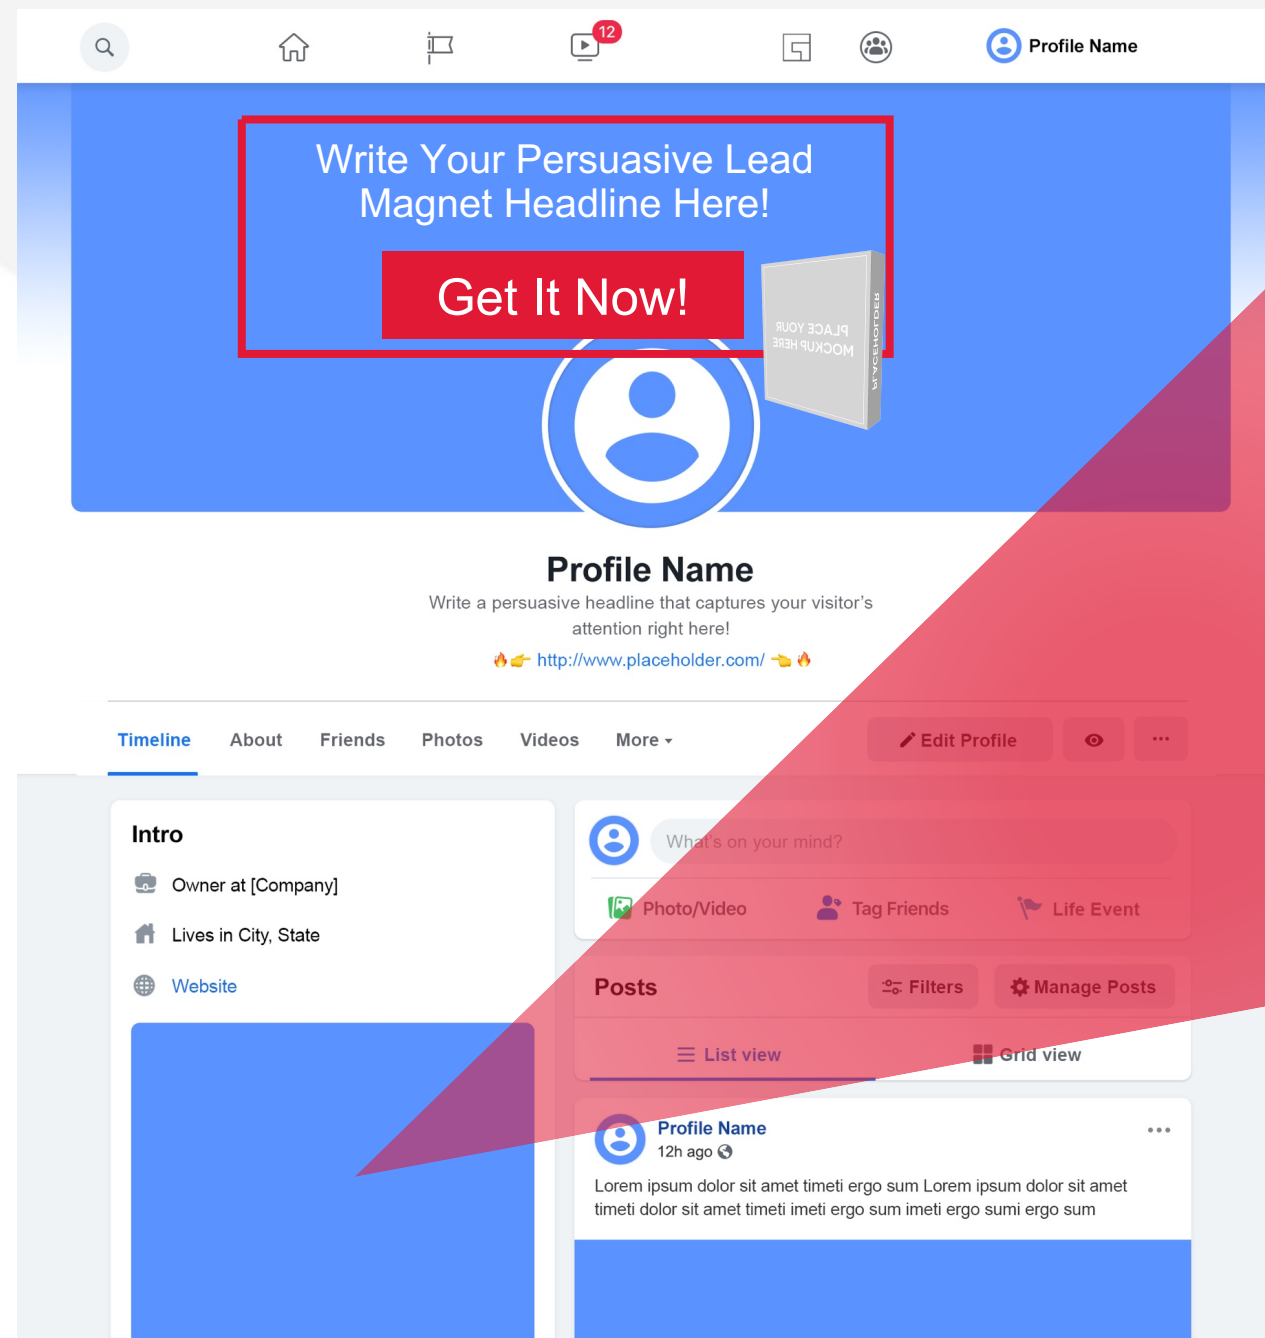 12
Profile Name
Write Your Persuasive Lead
Magnet Headline Here!
Get It Now!
PLACE YOUR
MOCKUP HERE
PLACEHOLDER
Profile Name
Write a persuasive headline that captures your visitor's
attention right here!
🔥👉 http://www.placeholder.com/ 👈🔥
Timeline About Friends Photos Videos More
Edit Profile
Intro
Owner at [Company]
Lives in City, State
Website
What's on your mind?
Photo/Video Tag Friends Life Event
Posts Filters Manage Posts
List view Grid view
Profile Name
12h ago
Lorem ipsum dolor sit amet timeti ergo sum Lorem ipsum dolor sit amet
timeti dolor sit amet timeti imeti ergo sum imeti ergo sumi ergo sum